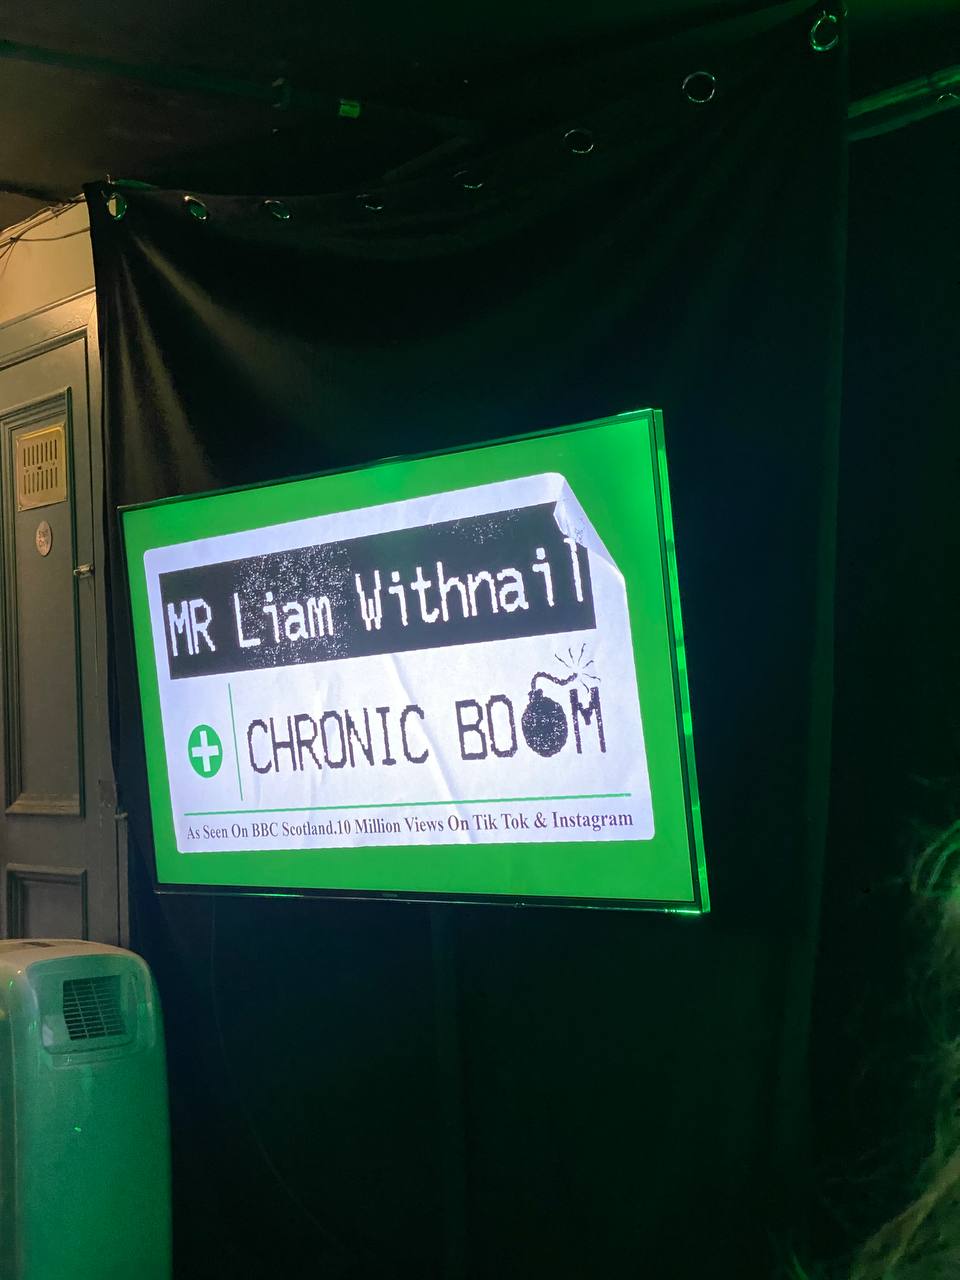 MR Liam Withnail
CHRONIC BOOM
As Seen On BBC Scotland.10 Million Views On Tik Tok & Instagram